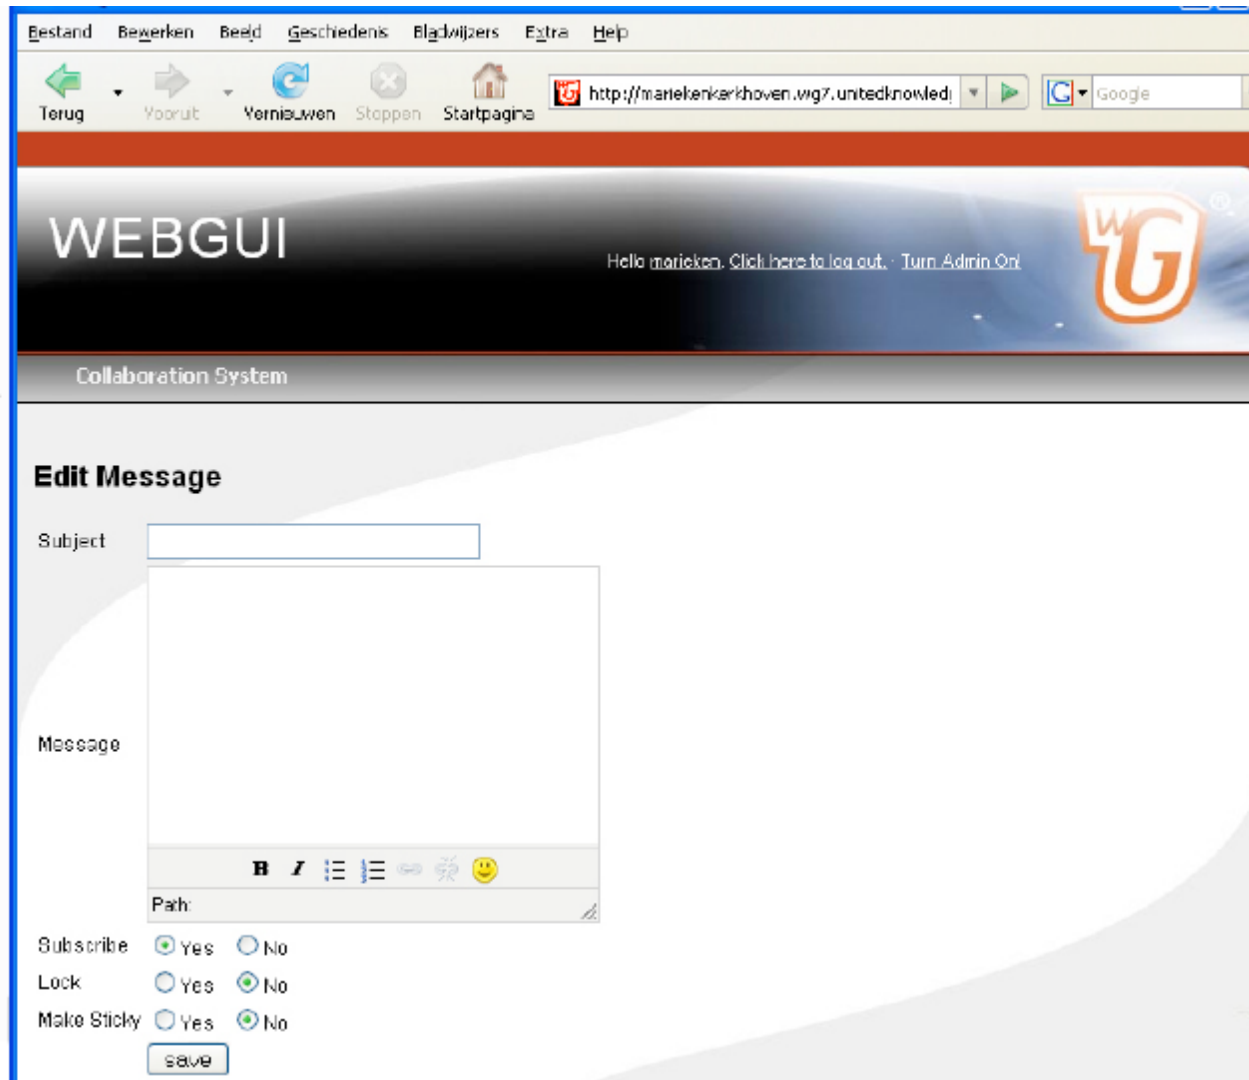 Bestand Bewerken Beeld Geschiedenis Bladwijzers Extra Help
Terug Vooruit Vernieuwen Stoppen Startpagina http://mariekenkerkhoven.wg7.unitedknowled G Google
WEBGUI
WG ®
Hello marieken. Click here to log out. · Turn Admin On!
Collaboration System
Edit Message
Subject
Message
B I
Path:
Subscribe Yes No
Lock Yes No
Make Sticky Yes No
save